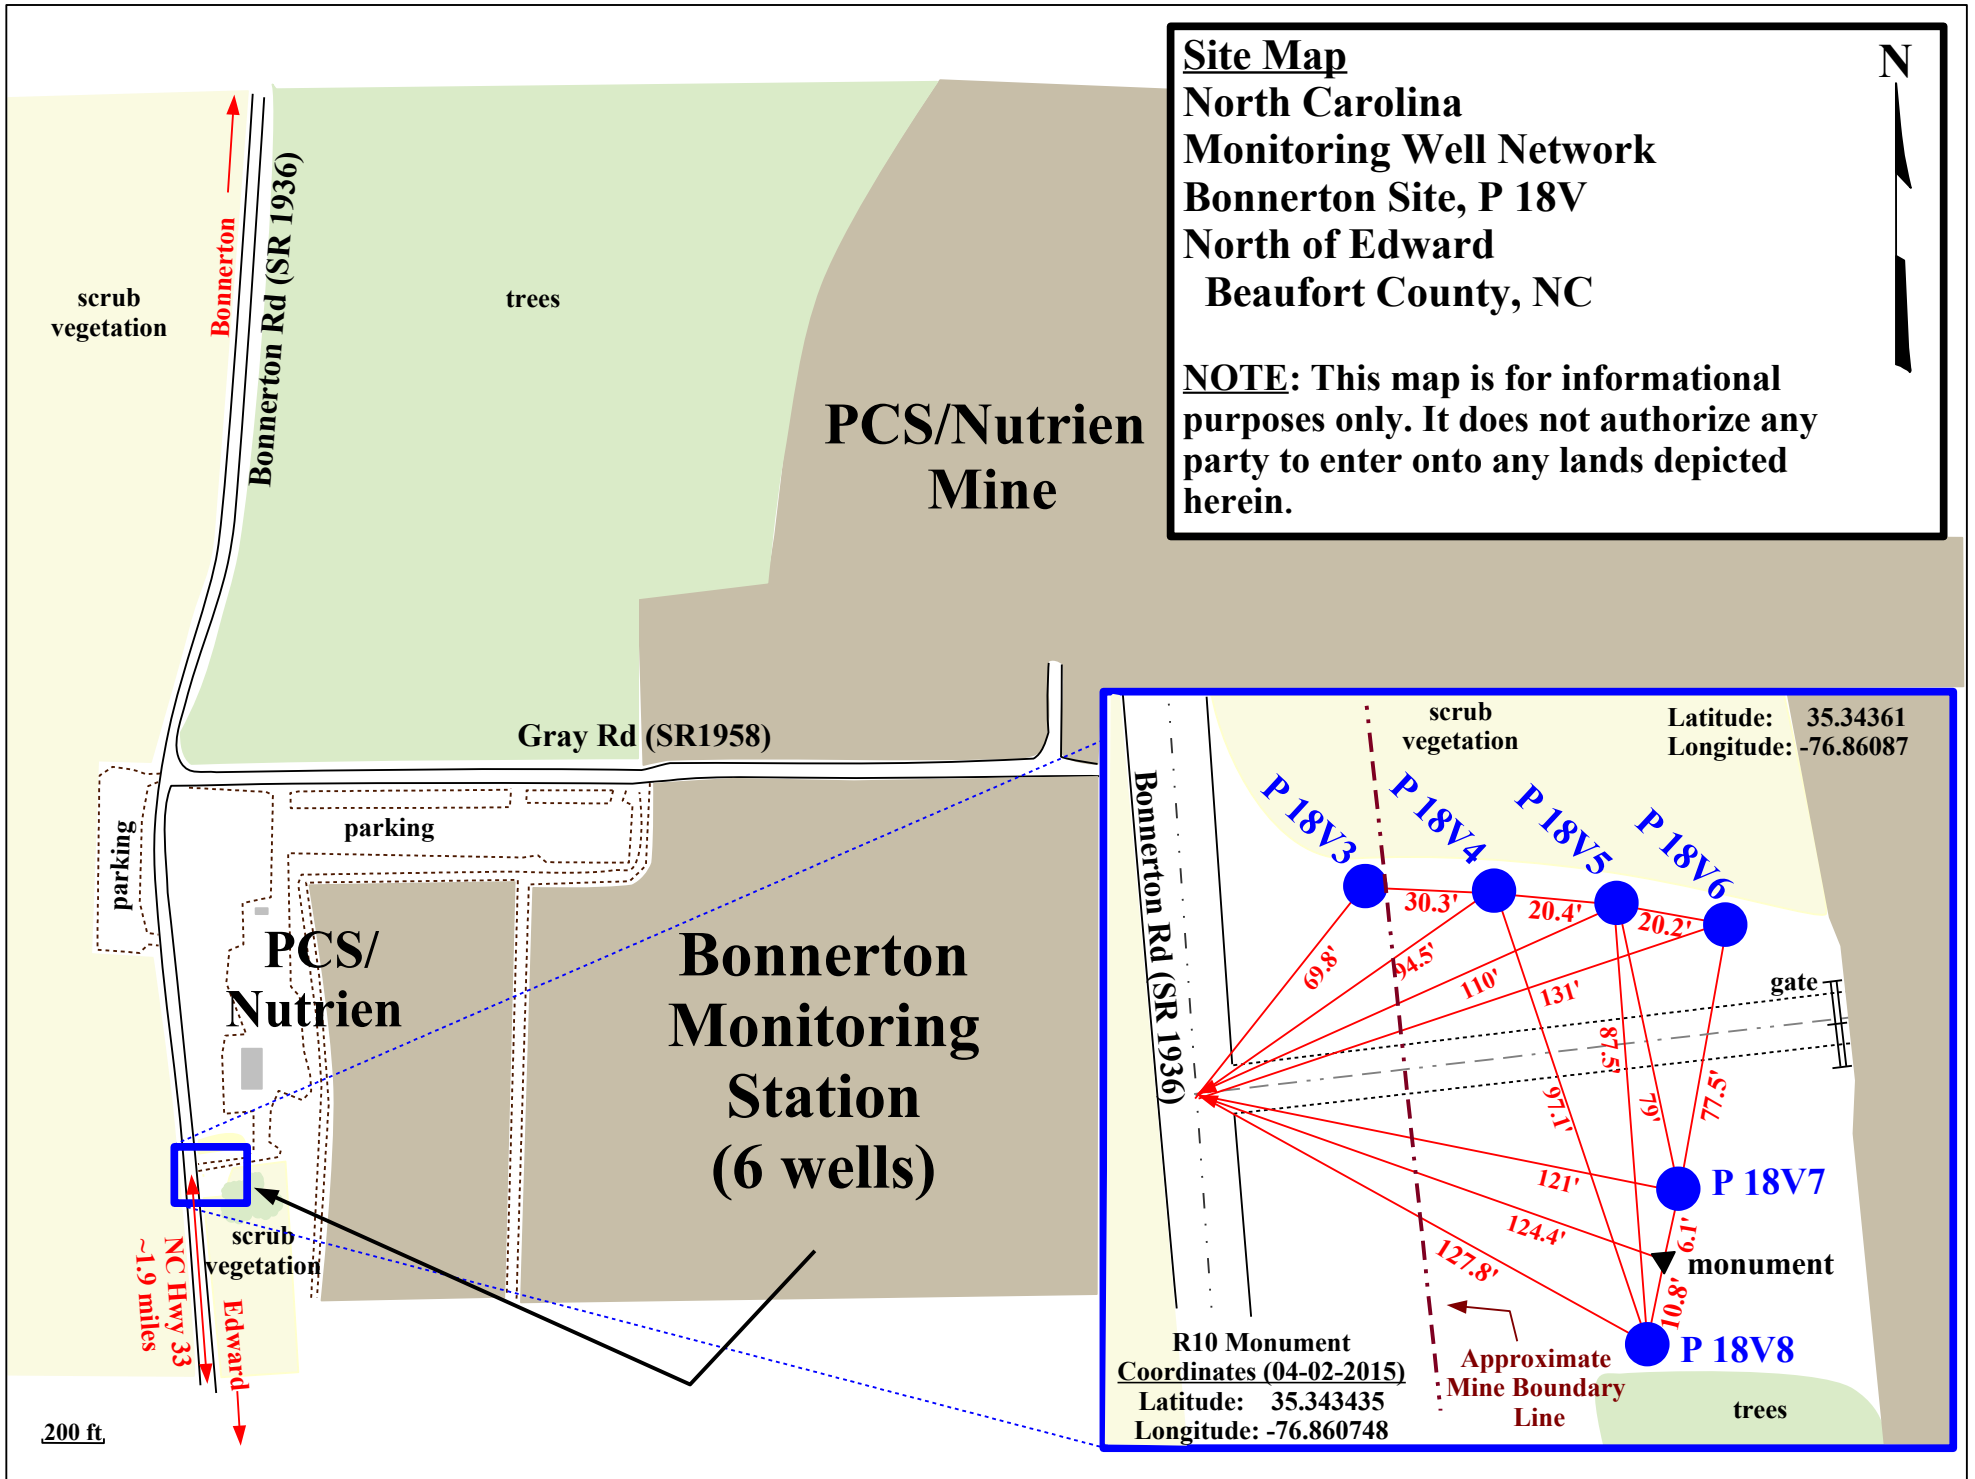 Site Map
N
North Carolina
Monitoring Well Network
Bonnerton Site, P 18V
North of Edward
Beaufort County, NC
NOTE: This map is for informational
purposes only. It does not authorize any
party to enter onto any lands depicted
herein.
Bonnerton
Bonnerton Rd (SR 1936)
scrub
vegetation
trees
PCS/Nutrien
Mine
Gray Rd (SR1958)
parking
parking
PCS/
Nutrien
Bonnerton
Monitoring
Station
(6 wells)
scrub
vegetation
NC Hwy 33
~1.9 miles
Edward
200 ft
scrub
vegetation
Latitude: 35.34361
Longitude: -76.86087
Bonnerton Rd (SR 1936)
P 18V3
P 18V4
P 18V5
P 18V6
30.3'
20.4'
20.2'
69.8'
94.5'
110'
131'
gate
87.5'
97.1'
79'
77.5'
121'
P 18V7
124.4'
6.1'
monument
127.8'
10.8'
P 18V8
R10 Monument
Coordinates (04-02-2015)
Latitude: 35.343435
Longitude: -76.860748
Approximate
Mine Boundary
Line
trees